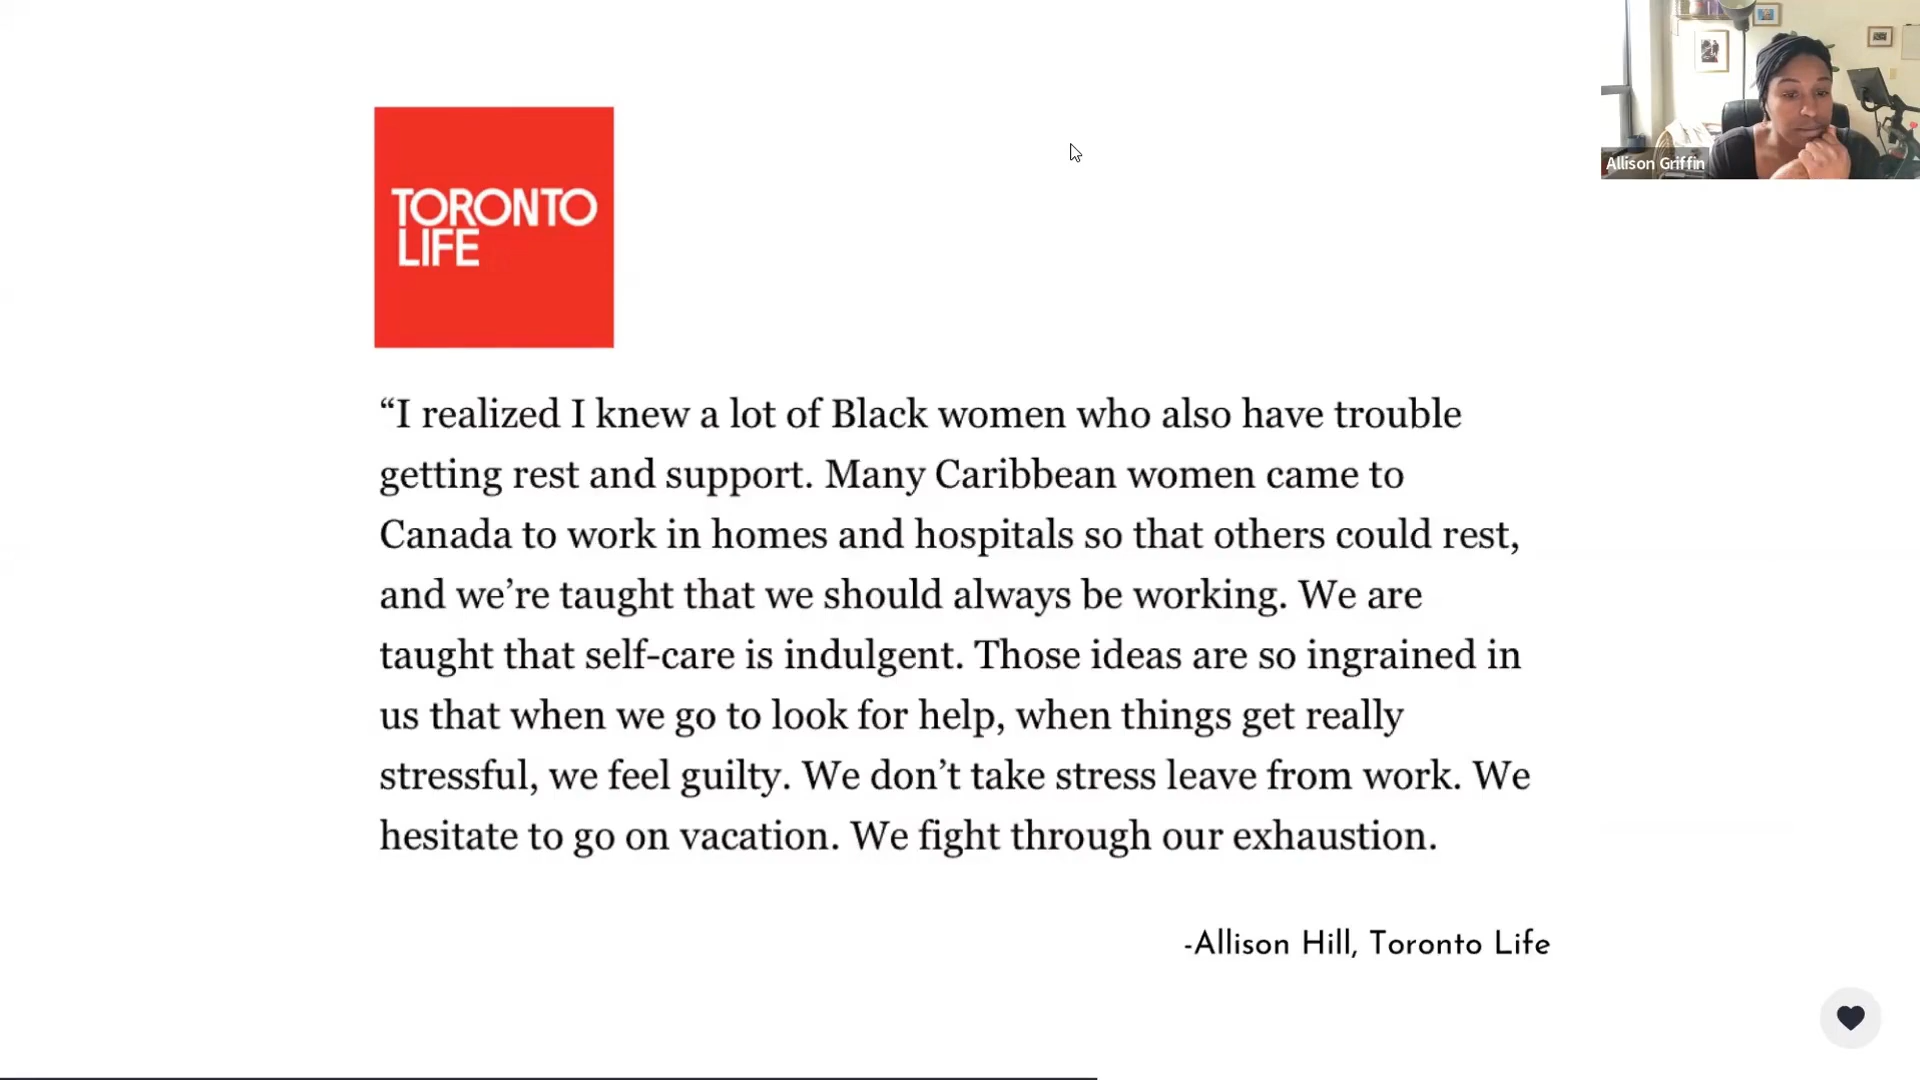 Allison Griffin
TORONTO
LIFE
“I realized I knew a lot of Black women who also have trouble
getting rest and support. Many Caribbean women came to
Canada to work in homes and hospitals so that others could rest,
and we’re taught that we should always be working. We are
taught that self-care is indulgent. Those ideas are so ingrained in
us that when we go to look for help, when things get really
stressful, we feel guilty. We don’t take stress leave from work. We
hesitate to go on vacation. We fight through our exhaustion.
-Allison Hill, Toronto Life